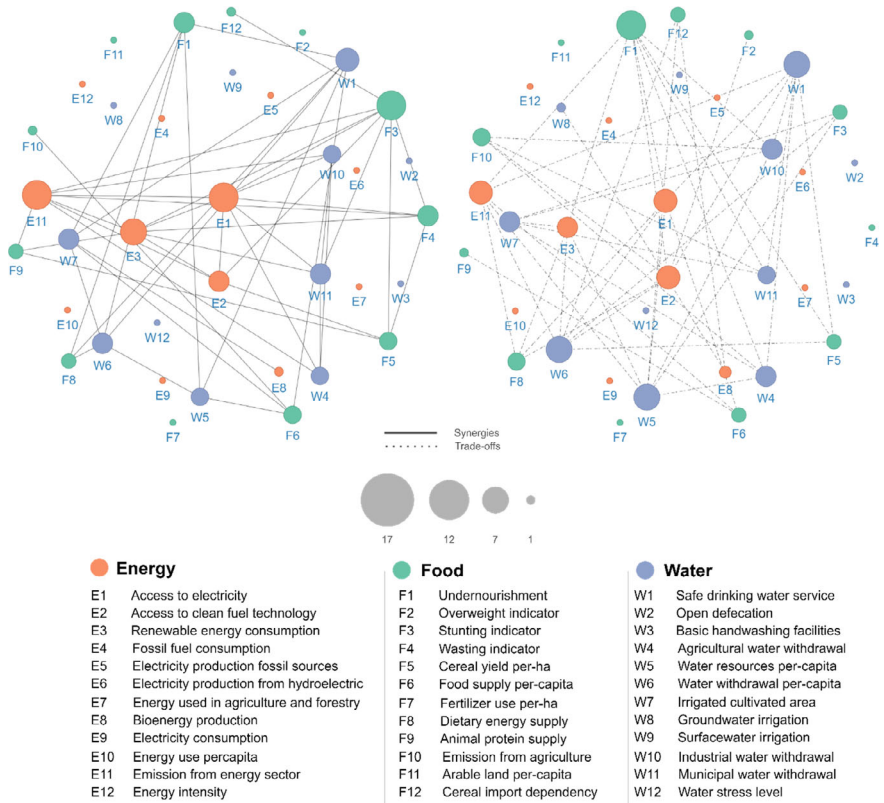 F12
F1
F2
F11
W1
W9
E12
E5
F3
W8
E4
F10
W10
W2
E6
E11
E1
F4
E3
W7
F9
E2
W11
E7
W3
E10
W12
F5
W6
F8
E8
W4
E9
W5
F7
F6
F12
F1
F2
F11
W1
W9
E12
E5
W8
F3
E4
F10
W10
W2
E6
E11
E1
W7
E3
F4
F9
E2
W11
E7
W3
E10
W12
F5
W6
F8
E8
W4
E9
W5
F6
F7
Synergies
Trade-offs
17
12
7
1
Energy
E1 Access to electricity
E2 Access to clean fuel technology
E3 Renewable energy consumption
E4 Fossil fuel consumption
E5 Electricity production fossil sources
E6 Electricity production from hydroelectric
E7 Energy used in agriculture and forestry
E8 Bioenergy production
E9 Electricity consumption
E10 Energy use percapita
E11 Emission from energy sector
E12 Energy intensity
Food
F1 Undernourishment
F2 Overweight indicator
F3 Stunting indicator
F4 Wasting indicator
F5 Cereal yield per-ha
F6 Food supply per-capita
F7 Fertilizer use per-ha
F8 Dietary energy supply
F9 Animal protein supply
F10 Emission from agriculture
F11 Arable land per-capita
F12 Cereal import dependency
Water
W1 Safe drinking water service
W2 Open defecation
W3 Basic handwashing facilities
W4 Agricultural water withdrawal
W5 Water resources per-capita
W6 Water withdrawal per-capita
W7 Irrigated cultivated area
W8 Groundwater irrigation
W9 Surfacewater irrigation
W10 Industrial water withdrawal
W11 Municipal water withdrawal
W12 Water stress level